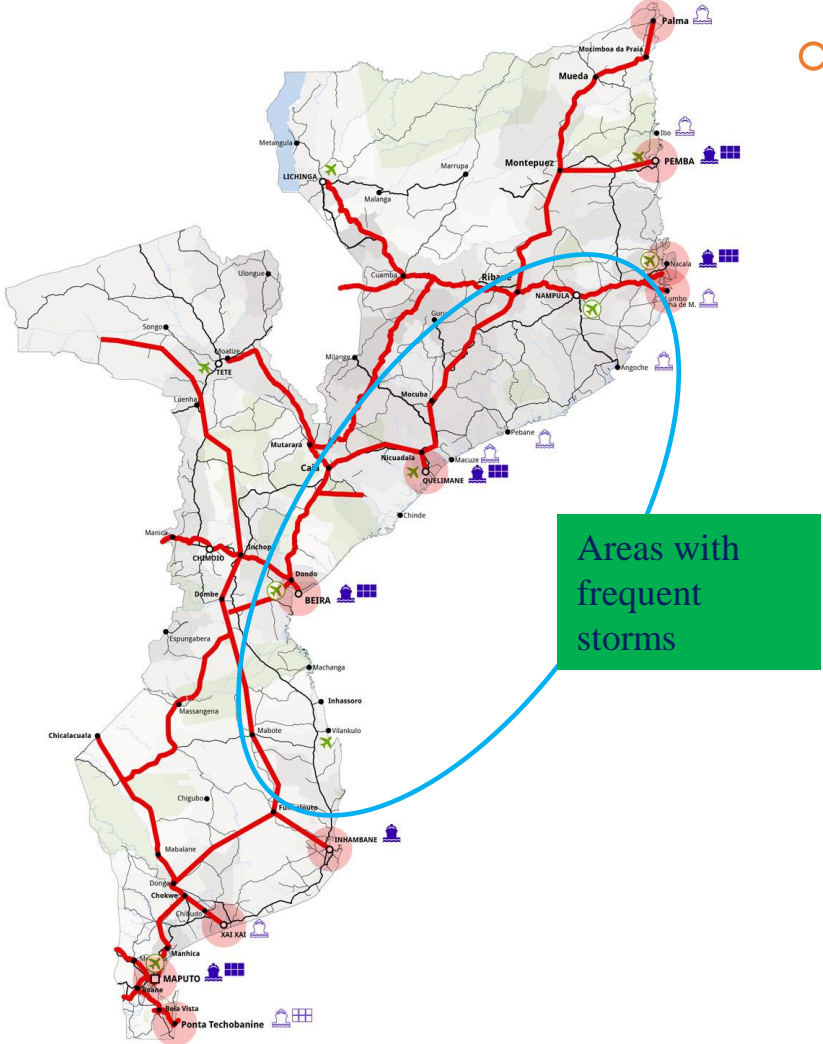 Palma
Mocimboa da Praia
Mueda
Ibo
Metangula
Montepuez
PEMBA
Marrupa
LICHINGA
Malanga
Nacala
Ulongue
Cuamba
Ribaue
NAMPULA
Lumbo
Songo
Milange
Angoche
Moatize
TETE
Luenha
Mocuba
Pebane
Mutarara
Nicuadala
Macuze
Caia
QUELIMANE
Chinde
Manica
CHIMOIO
Inchope
Areas with
frequent
storms
Dondo
BEIRA
Dombe
Espungabera
Machanga
Inhassoro
Massangena
Chicalacuala
Mabote
Vilankulo
Chigubo
Mabalane
INHAMBANE
Donga
Chokwe
Chibudo
XAI XAI
Manhica
MAPUTO
Bela Vista
Ponta Techobanine